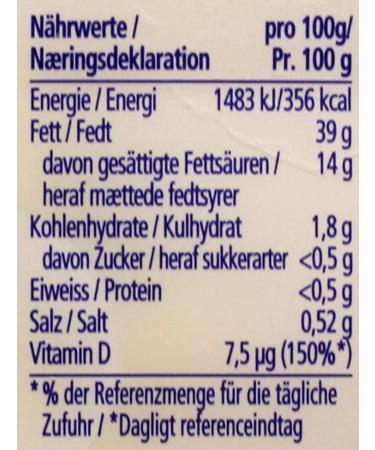 Nährwerte / pro 100g/
Næringsdeklaration Pr. 100 g
Energie / Energi 1483 kJ/356 kcal
Fett / Fedt 39 g
davon gesättigte Fettsäuren / 14 g
heraf mættede fedtsyrer
Kohlenhydrate / Kulhydrat 1,8 g
davon Zucker / heraf sukkerarter <0,5 g
Eiweiss / Protein <0,5 g
Salz / Salt 0,52 g
Vitamin D 7,5 µg (150%*)
* % der Referenzmenge für die tägliche
Zufuhr / *Dagligt referenceindtag